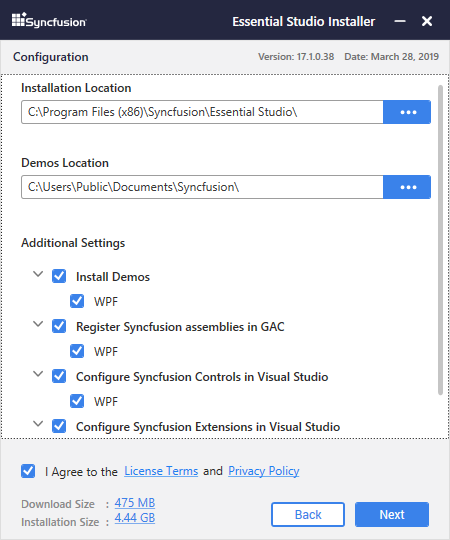 Syncfusion Essential Studio Installer
Configuration Version: 17.1.0.38 Date: March 28, 2019
Installation Location
C:\Program Files (x86)\Syncfusion\Essential Studio\
Demos Location
C:\Users\Public\Documents\Syncfusion\
Additional Settings
Install Demos
WPF
Register Syncfusion assemblies in GAC
WPF
Configure Syncfusion Controls in Visual Studio
WPF
Configure Syncfusion Extensions in Visual Studio
I Agree to the License Terms and Privacy Policy
Download Size : 475 MB
Installation Size : 4.44 GB
Back Next